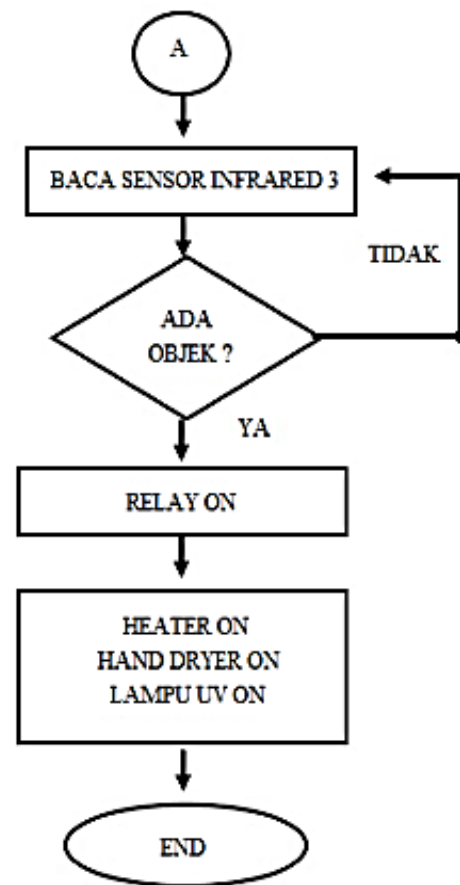 A
BACA SENSOR INFRARED 3
TIDAK
ADA
OBJEK ?
YA
RELAY ON
HEATER ON
HAND DRYER ON
LAMPU UV ON
END